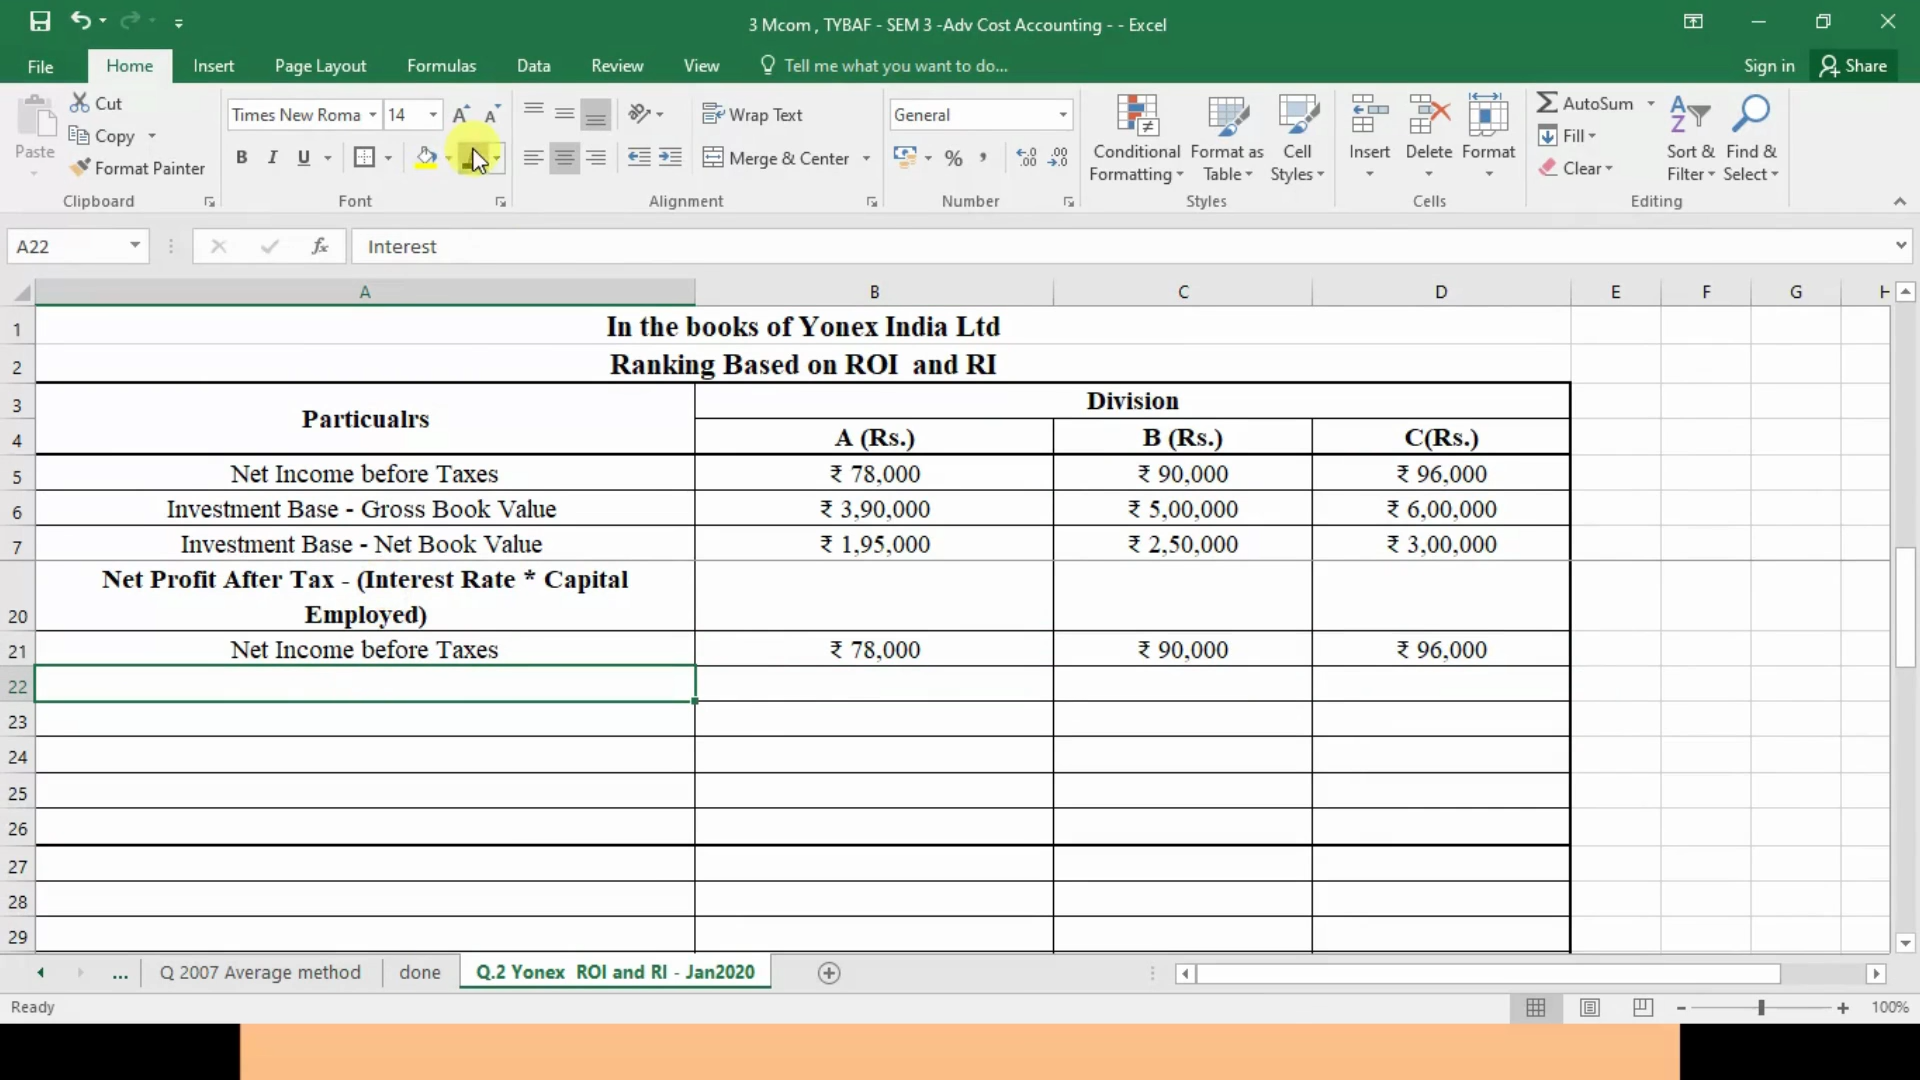 3 Mcom , TYBAF - SEM 3 -Adv Cost Accounting - - Excel
File Home Insert Page Layout Formulas Data Review View Tell me what you want to do... Sign in Share
Paste Cut Copy Format Painter
Clipboard
Times New Roma 14
B I U
Font
Wrap Text
Merge & Center
Alignment
General
%
Number
Conditional Formatting
Format as Table
Cell Styles
Styles
Insert Delete Format
Cells
AutoSum
Fill
Clear
Sort & Filter
Find & Select
Editing
A22 fx Interest
A B C D E F G H
1 In the books of Yonex India Ltd
2 Ranking Based on ROI and RI
3 Particualrs Division
4 A (Rs.) B (Rs.) C(Rs.)
5 Net Income before Taxes ₹ 78,000 ₹ 90,000 ₹ 96,000
6 Investment Base - Gross Book Value ₹ 3,90,000 ₹ 5,00,000 ₹ 6,00,000
7 Investment Base - Net Book Value ₹ 1,95,000 ₹ 2,50,000 ₹ 3,00,000
Net Profit After Tax - (Interest Rate * Capital
20 Employed)
21 Net Income before Taxes ₹ 78,000 ₹ 90,000 ₹ 96,000
22
23
24
25
26
27
28
29
... Q 2007 Average method done Q.2 Yonex ROI and RI - Jan2020
Ready 100%